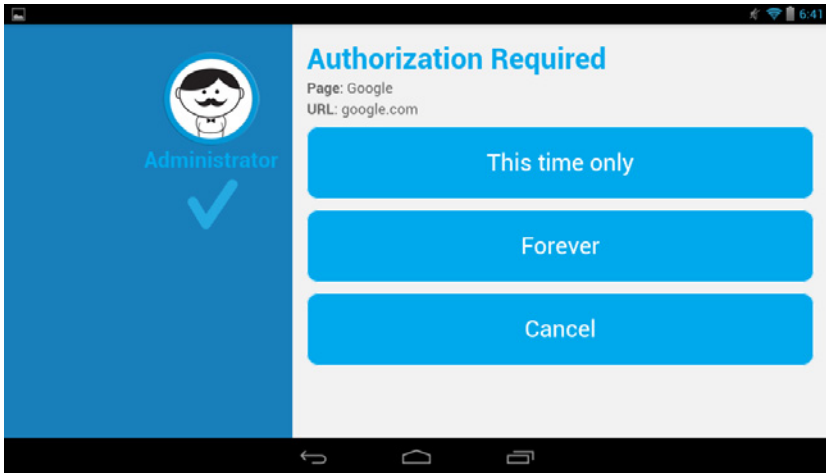 6:41
Administrator
Authorization Required
Page: Google
URL: google.com
This time only
Forever
Cancel